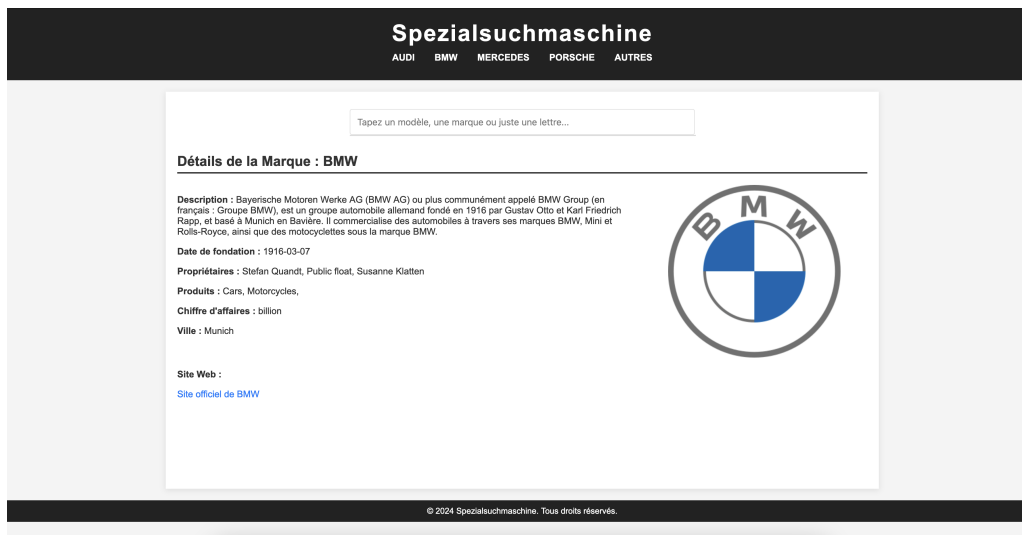 Spezialsuchmaschine
AUDI BMW MERCEDES PORSCHE AUTRES
Tapez un modèle, une marque ou juste une lettre...
Détails de la Marque : BMW
Description : Bayerische Motoren Werke AG (BMW AG) ou plus communément appelé BMW Group (en
français : Groupe BMW), est un groupe automobile allemand fondé en 1916 par Gustav Otto et Karl Friedrich
Rapp, et basé à Munich en Bavière. Il commercialise des automobiles à travers ses marques BMW, Mini et
Rolls-Royce, ainsi que des motocyclettes sous la marque BMW.
Date de fondation : 1916-03-07
Propriétaires : Stefan Quandt, Public float, Susanne Klatten
Produits : Cars, Motorcycles,
Chiffre d'affaires : billion
Ville : Munich
Site Web :
Site officiel de BMW
BMW
© 2024 Spezialsuchmaschine. Tous droits réservés.